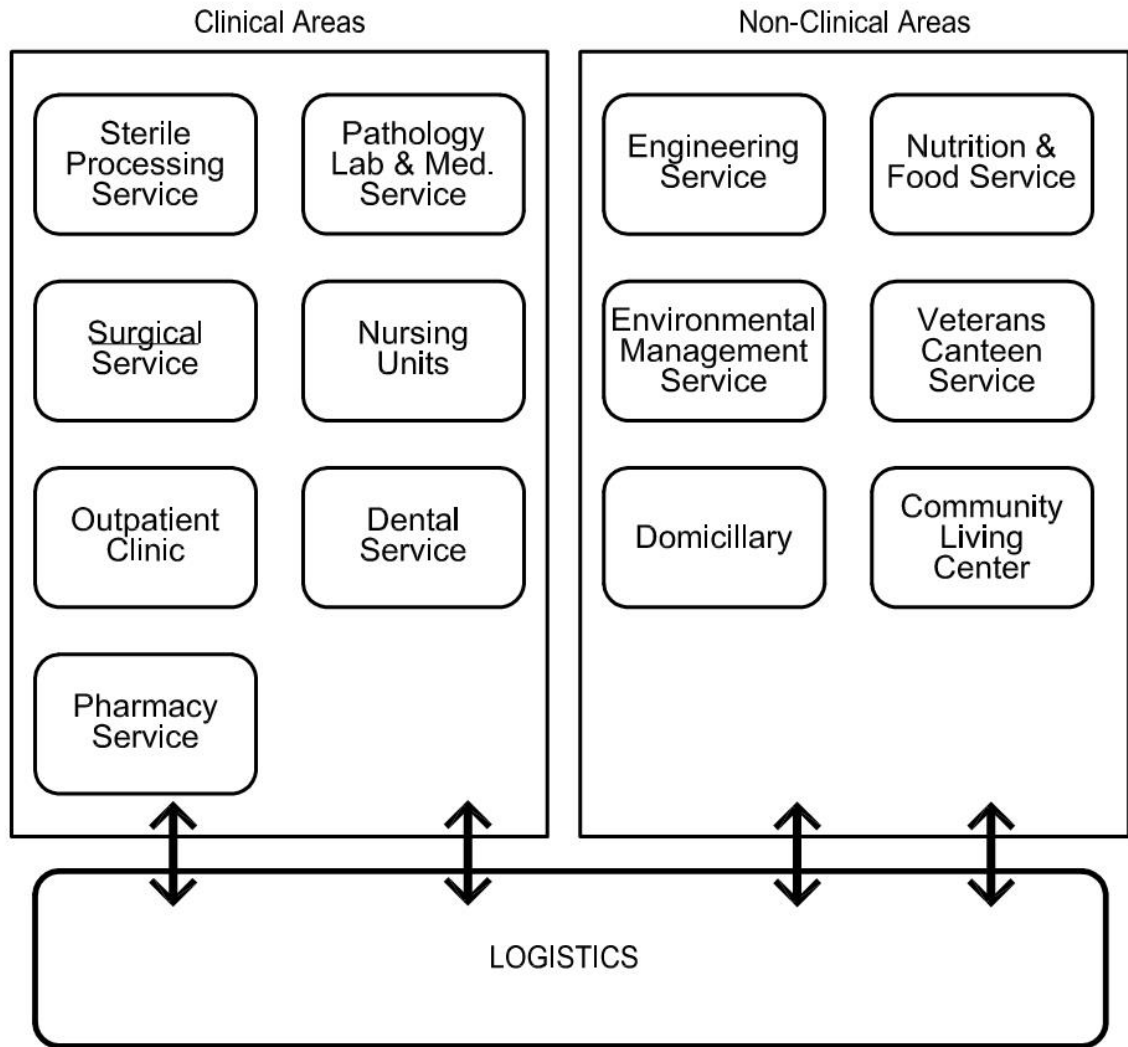 Clinical Areas
Non-Clinical Areas
Sterile
Processing
Service
Pathology
Lab & Med.
Service
Engineering
Service
Nutrition &
Food Service
Surgical
Service
Nursing
Units
Environmental
Management
Service
Veterans
Canteen
Service
Outpatient
Clinic
Dental
Service
Domicillary
Community
Living
Center
Pharmacy
Service
LOGISTICS